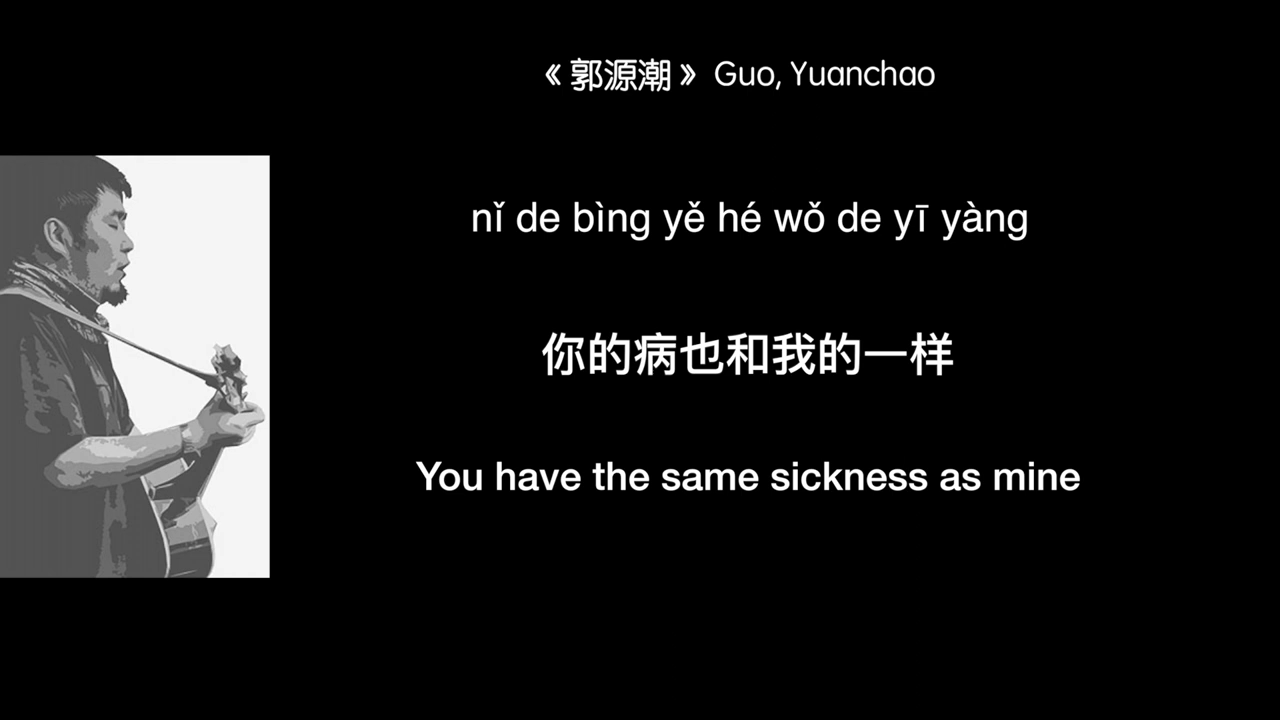 《郭源潮》 Guo, Yuanchao
nǐ de bìng yě hé wǒ de yī yàng
你的病也和我的一样
You have the same sickness as mine